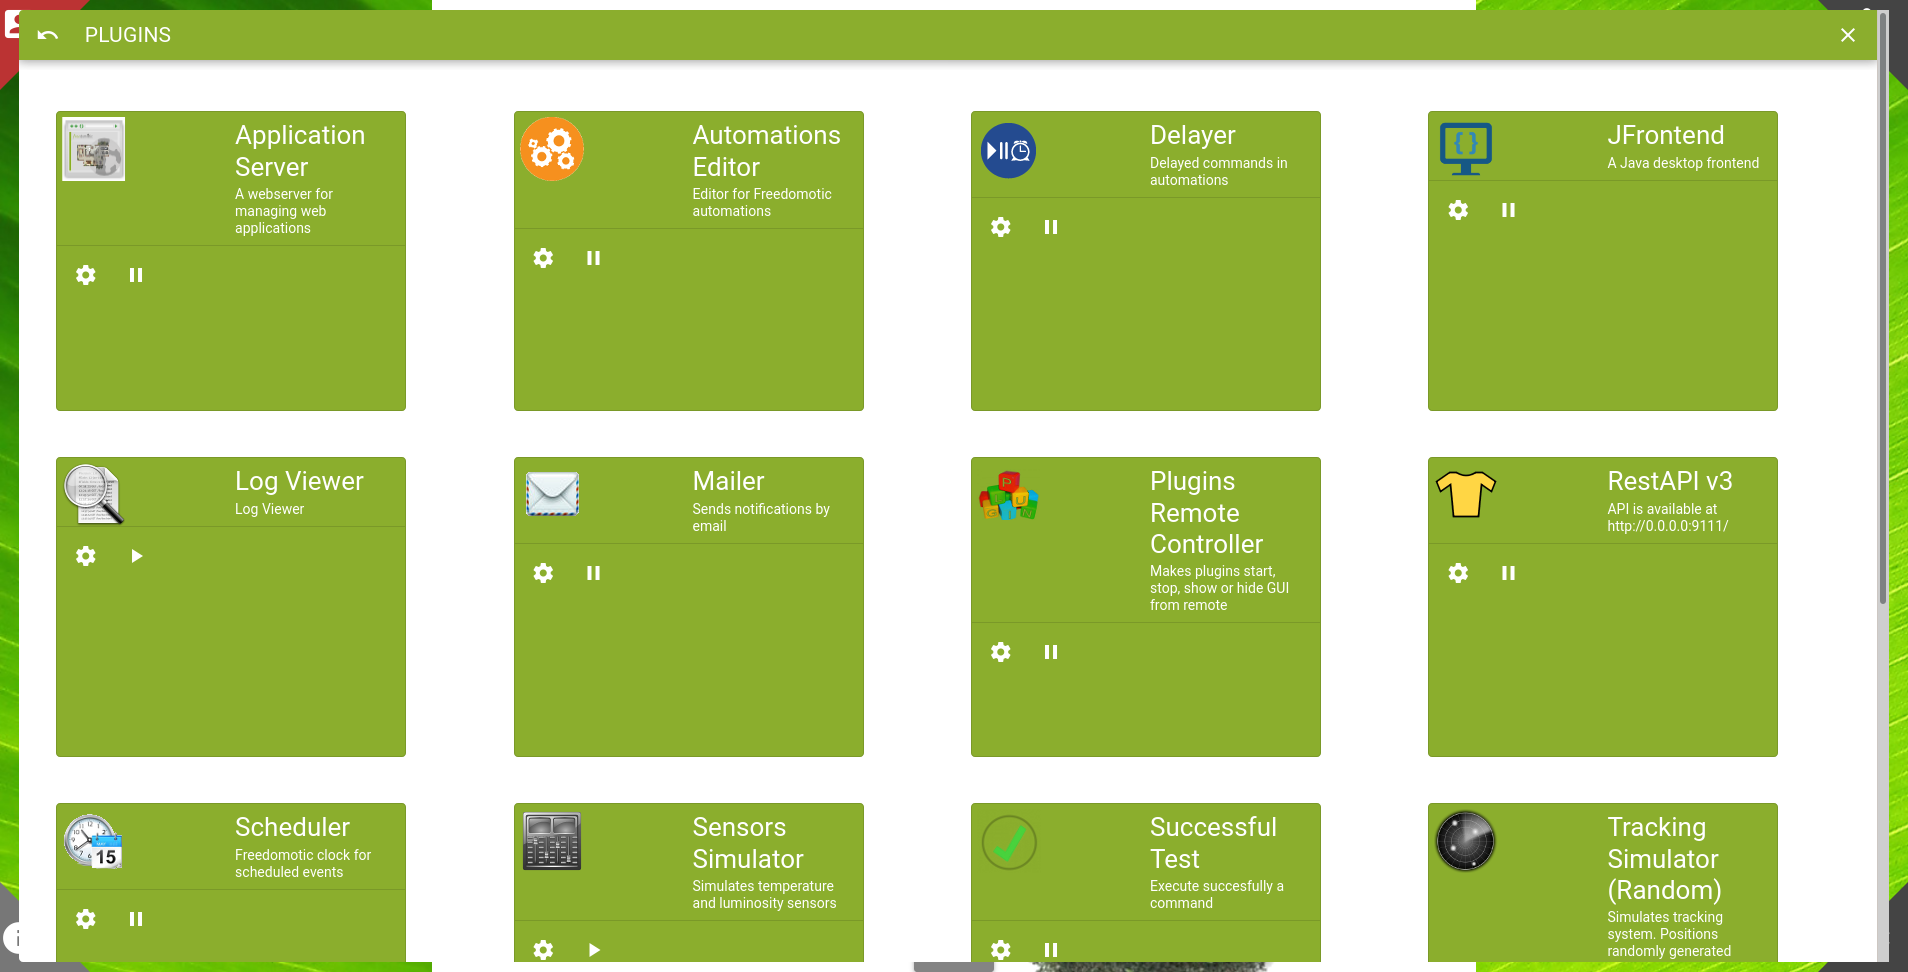 PLUGINS
Application
Server
A webserver for
managing web
applications
Automations
Editor
Editor for Freedomotic
automations
Delayer
Delayed commands in
automations
JFrontend
A Java desktop frontend
Log Viewer
Log Viewer
Mailer
Sends notifications by
email
Plugins
Remote
Controller
Makes plugins start,
stop, show or hide GUI
from remote
RestAPI v3
API is available at
http://0.0.0.0:9111/
Scheduler
Freedomotic clock for
scheduled events
15
Sensors
Simulator
Simulates temperature
and luminosity sensors
Successful
Test
Execute succesfully a
command
Tracking
Simulator
(Random)
Simulates tracking
system. Positions
randomly generated